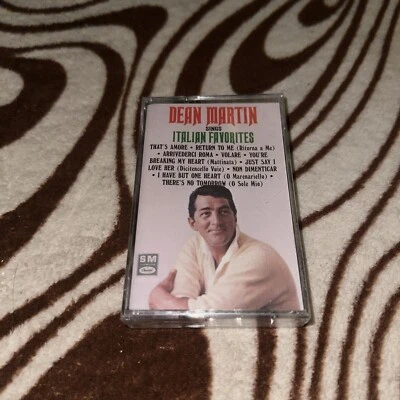 DEAN MARTIN
SINGS
ITALIAN FAVORITES
THAT'S AMORE • RETURN TO ME (Ritorna a Me)
• ARRIVEDERCI ROMA • VOLARE • YOU'RE
BREAKING MY HEART (Mattinata) • JUST SAY I
LOVE HER (Dicitencello Vuie) • NON DIMENTICAR
• I HAVE BUT ONE HEART (O Marenariello) •
THERE'S NO TOMORROW (O Sole Mio)
SM
Capitol